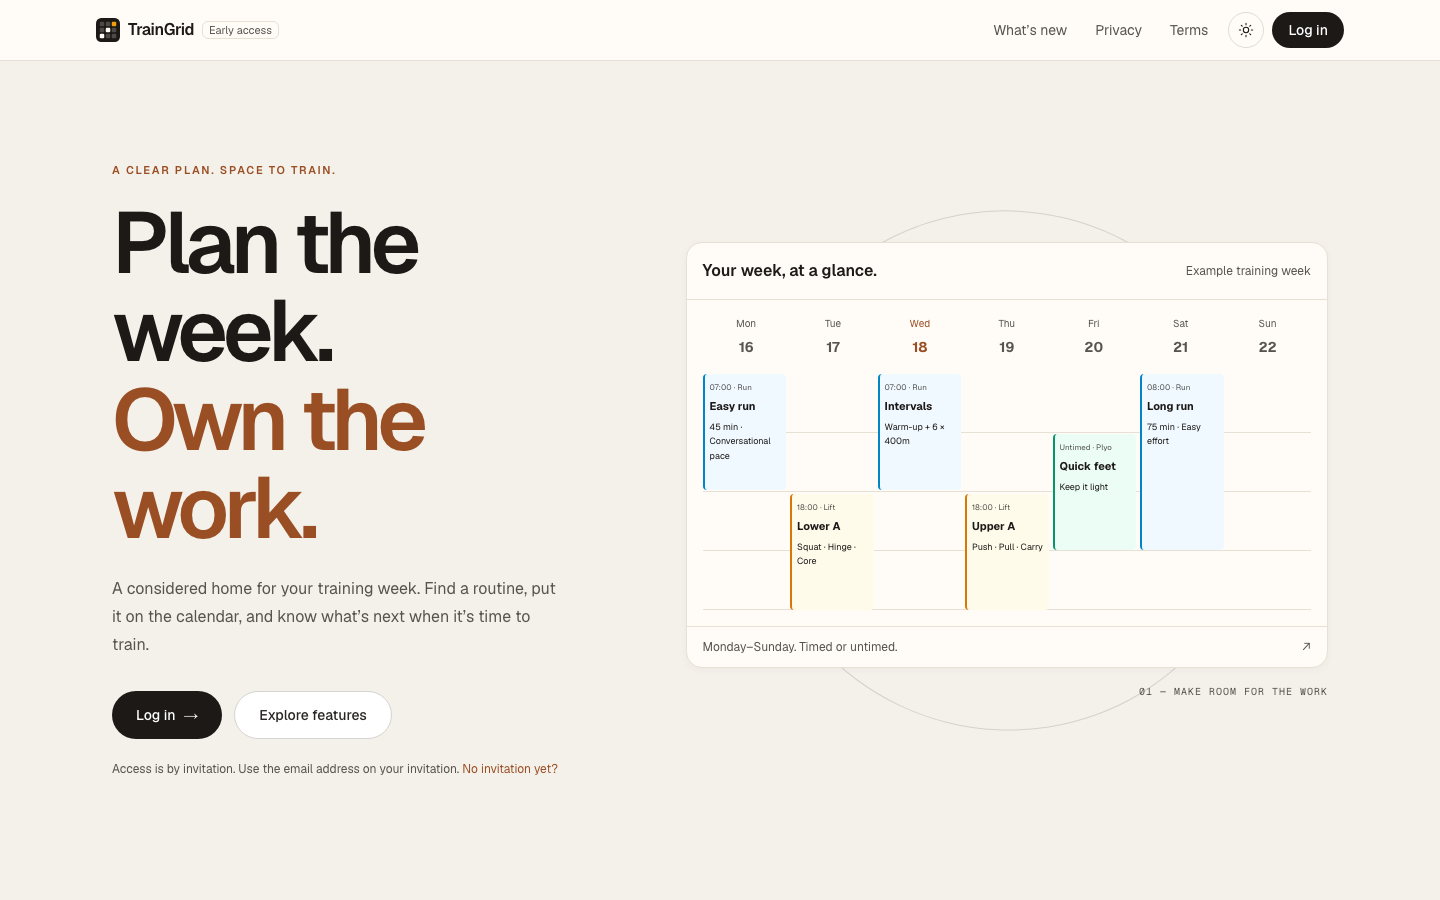 TrainGrid
Early access
What's new
Privacy
Terms
Log in
A CLEAR PLAN. SPACE TO TRAIN.
Plan the
week.
Own the
work.
A considered home for your training week. Find a routine, put
it on the calendar, and know what's next when it's time to
train.
Log in →
Explore features
Access is by invitation. Use the email address on your invitation. No invitation yet?
Your week, at a glance.
Example training week
Mon
16
Tue
17
Wed
18
Thu
19
Fri
20
Sat
21
Sun
22
07:00 · Run
Easy run
45 min ·
Conversational
pace
18:00 · Lift
Lower A
Squat · Hinge ·
Core
07:00 · Run
Intervals
Warm-up + 6 ×
400m
18:00 · Lift
Upper A
Push · Pull · Carry
Untimed · Plyo
Quick feet
Keep it light
08:00 · Run
Long run
75 min · Easy
effort
Monday–Sunday. Timed or untimed.
↗
01 — MAKE ROOM FOR THE WORK